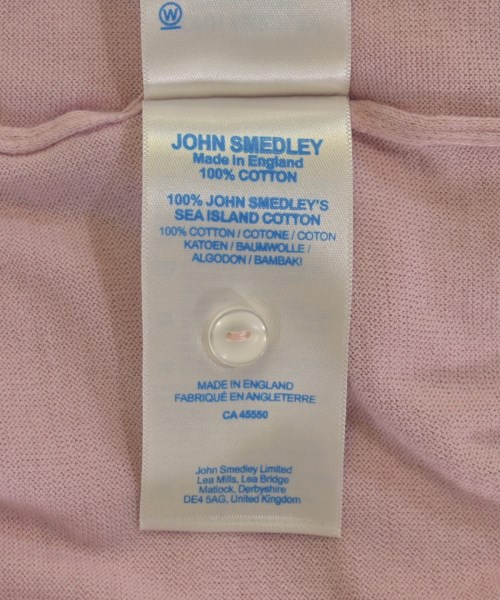 W
JOHN SMEDLEY
Made in England
100% COTTON
100% JOHN SMEDLEY'S
SEA ISLAND COTTON
100% COTTON / COTONE / COTON
KATOEN / BAUMWOLLE /
ALGODON / BAMBAKI
MADE IN ENGLAND
FABRIQUÉ EN ANGLETERRE
CA 45550
John Smedley Limited
Lea Mills, Lea Bridge
Matlock, Derbyshire
DE4 5AG, United Kingdom